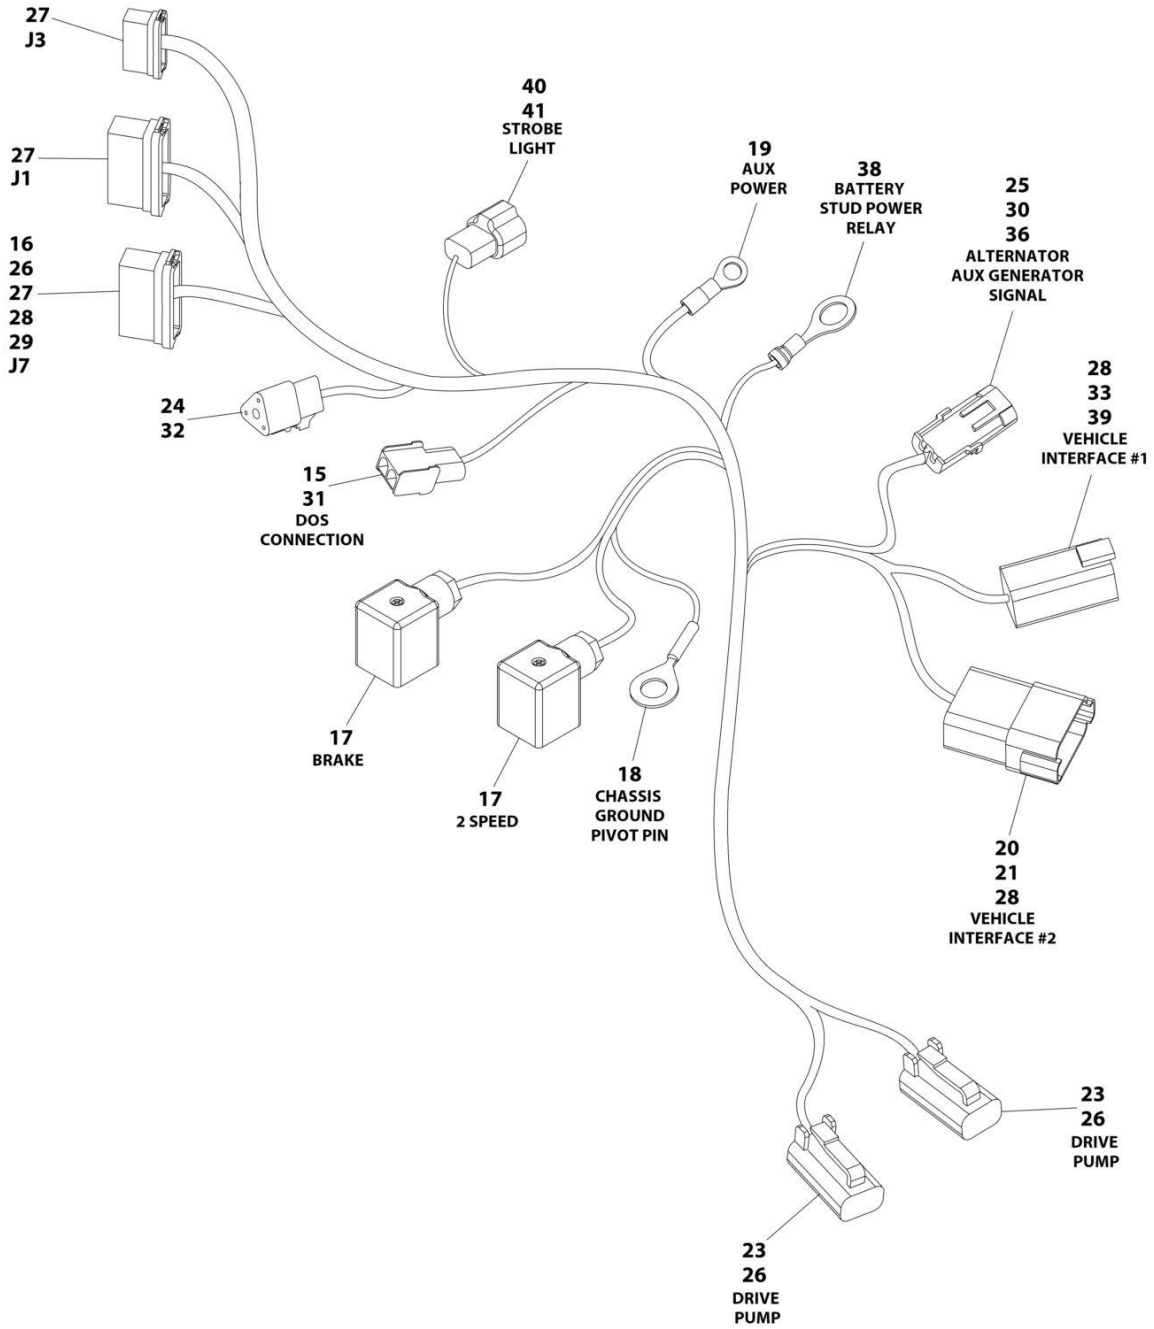 27
J3
27
J1
16
26
27
28
29
J7
40
41
STROBE
LIGHT
19
AUX
POWER
38
BATTERY
STUD POWER
RELAY
25
30
36
ALTERNATOR
AUX GENERATOR
SIGNAL
28
33
39
VEHICLE
INTERFACE #1
24
32
15
31
DOS
CONNECTION
17
BRAKE
17
2 SPEED
18
CHASSIS
GROUND
PIVOT PIN
20
21
28
VEHICLE
INTERFACE #2
23
26
DRIVE
PUMP
23
26
DRIVE
PUMP